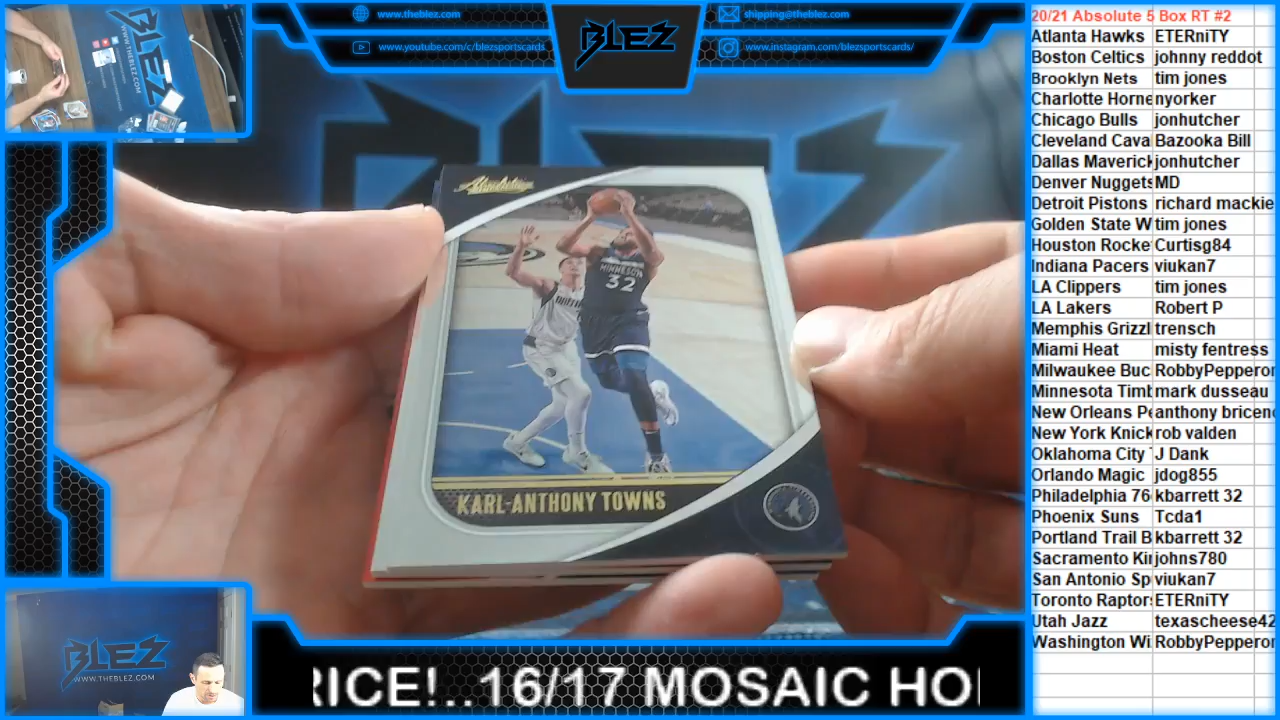 www.theblez.com
www.youtube.com/c/blezsportscards
BLEZ
shipping@theblez.com
www.instagram.com/blezsportscards/
BLEZ
WWW.THEBLEZ.COM
Absolute
MINNESOTA
32
KARL-ANTHONY TOWNS
BLEZ
WWW.THEBLEZ.COM
RICE!..16/17 MOSAIC HO
20/21 Absolute 5 Box RT #2
Atlanta Hawks ETERniTY
Boston Celtics johnny reddot
Brooklyn Nets tim jones
Charlotte Horne nyorker
Chicago Bulls jonhutcher
Cleveland Cava Bazooka Bill
Dallas Maverick jonhutcher
Denver Nuggets MD
Detroit Pistons richard mackie
Golden State W tim jones
Houston Rocke Curtisg84
Indiana Pacers viukan7
LA Clippers tim jones
LA Lakers Robert P
Memphis Grizzl trensch
Miami Heat misty fentress
Milwaukee Buc RobbyPepperon
Minnesota Timb mark dusseau
New Orleans Pe anthony bricen
New York Knick rob valden
Oklahoma City J Dank
Orlando Magic jdog855
Philadelphia 76 kbarrett 32
Phoenix Suns Tcda1
Portland Trail B kbarrett 32
Sacramento Kin johns780
San Antonio Sp viukan7
Toronto Raptors ETERniTY
Utah Jazz texascheese42
Washington Wi RobbyPepperon